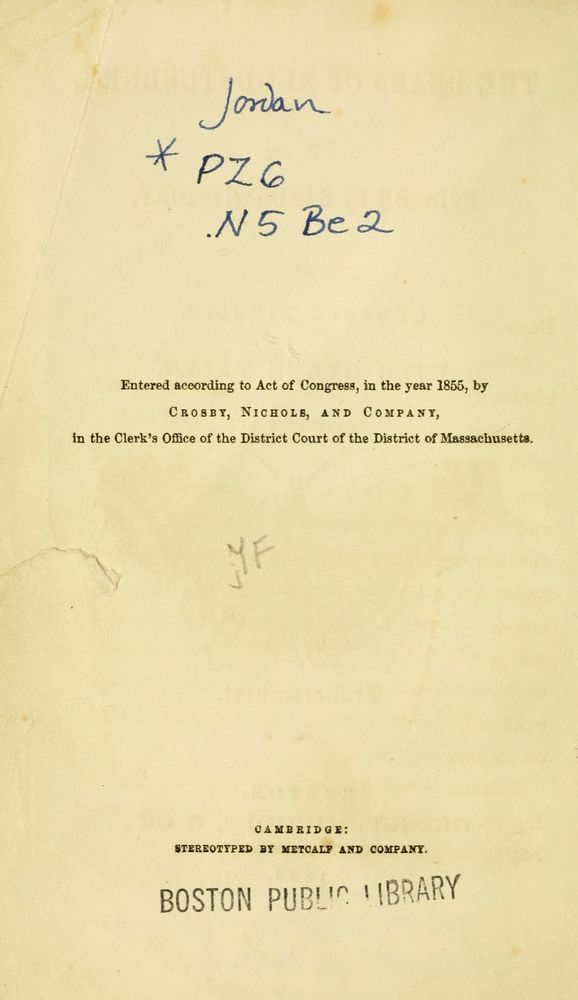 Jordan
* PZ6
.N5 Be2
Entered according to Act of Congress, in the year 1855, by
CROSBY, NICHOLS, AND COMPANY,
in the Clerk's Office of the District Court of the District of Massachusetts.
YF
CAMBRIDGE:
STEREOTYPED BY METCALF AND COMPANY.
BOSTON PUBLIC LIBRARY